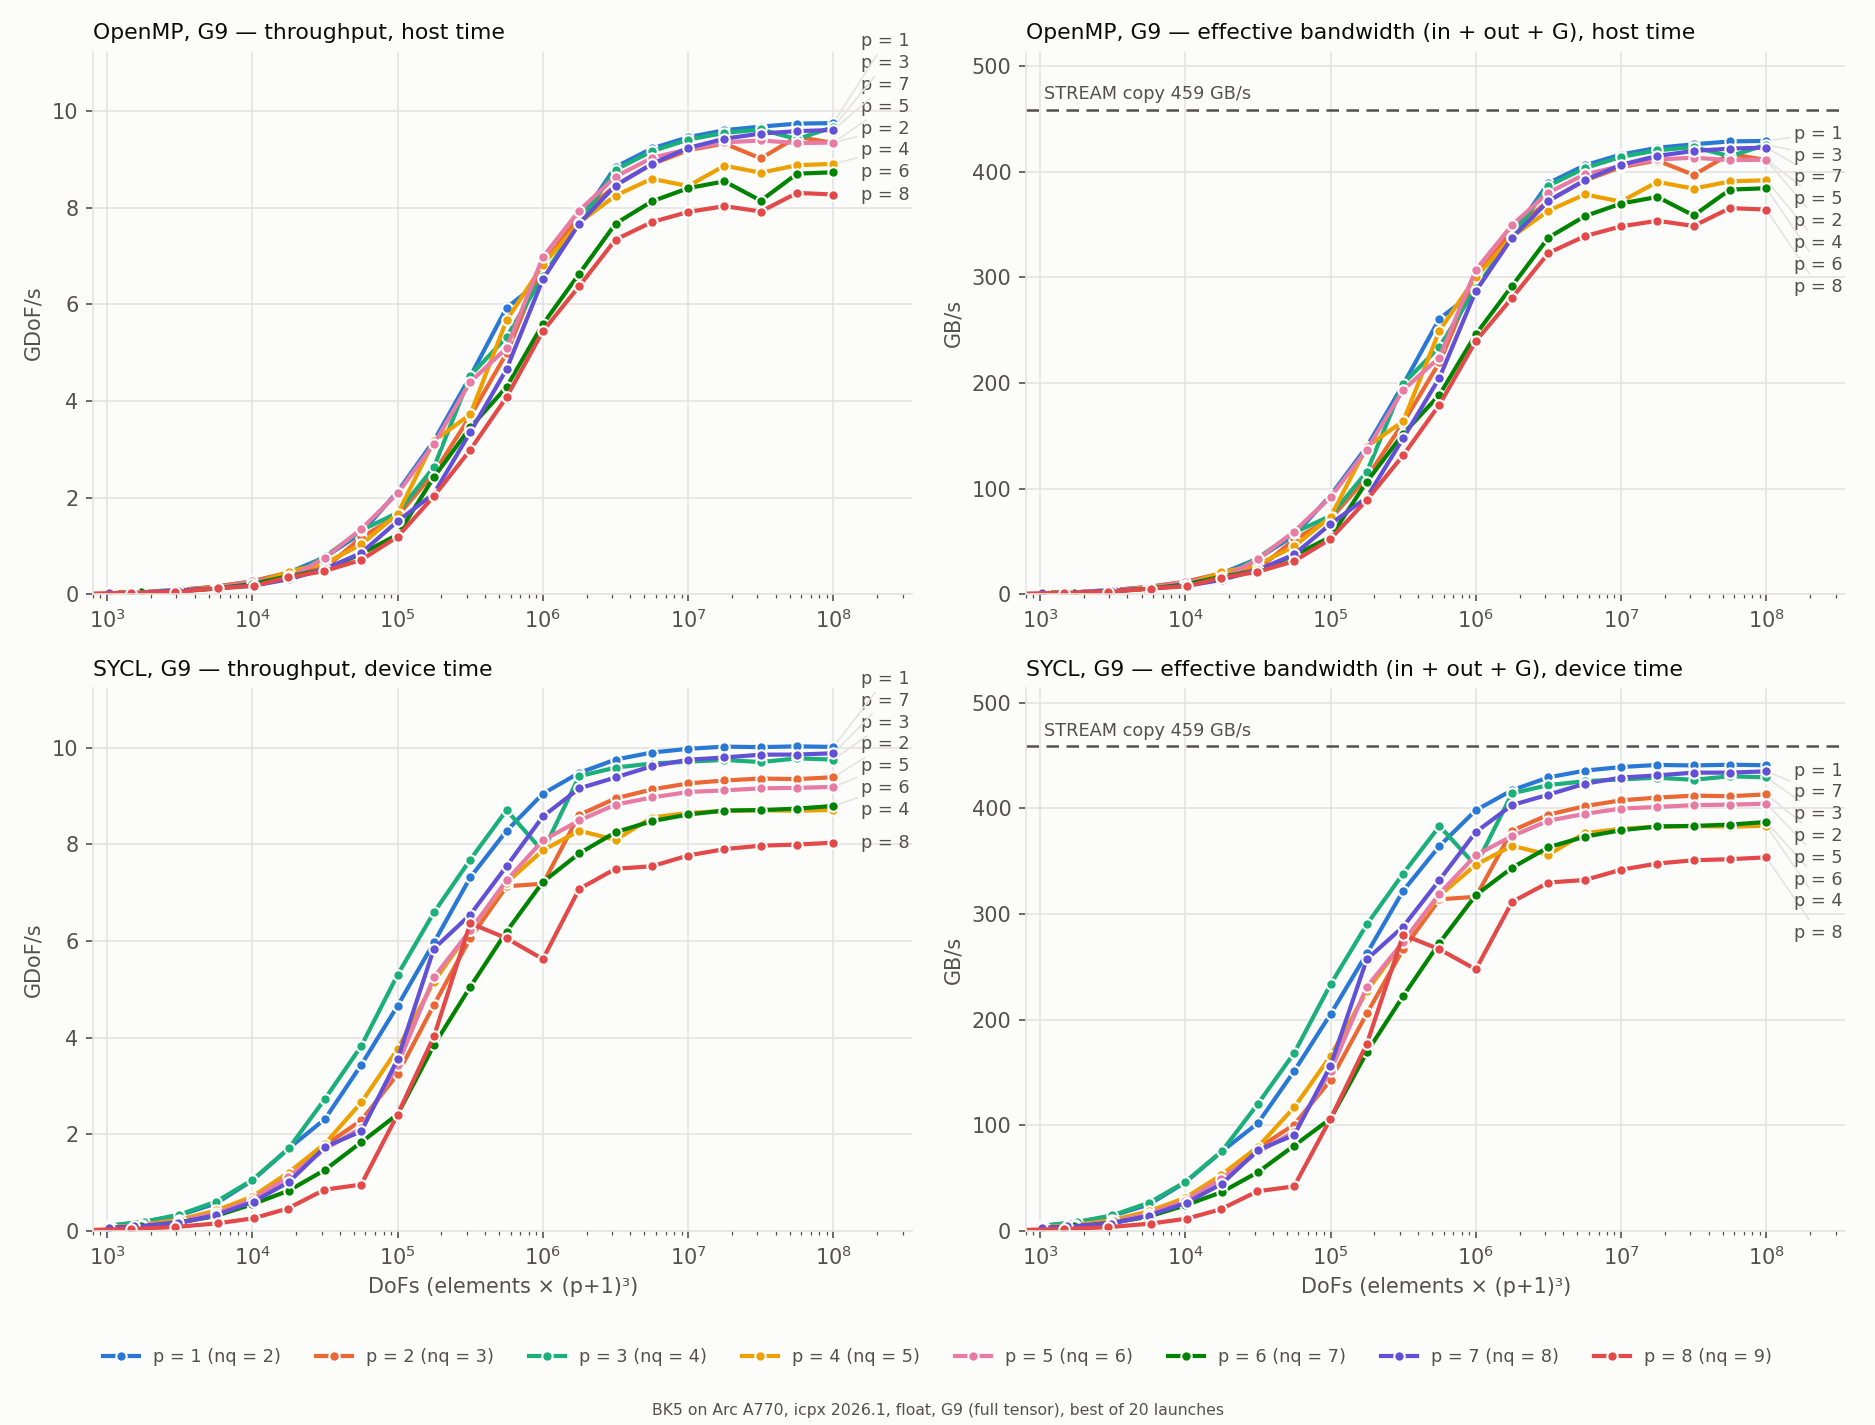 OpenMP, G9 — throughput, host time
p = 1
p = 3
p = 7
p = 5
p = 2
p = 4
p = 6
p = 8
10
8
6
4
2
0
GDoF/s
10³
10⁴
10⁵
10⁶
10⁷
10⁸
OpenMP, G9 — effective bandwidth (in + out + G), host time
500
400
300
200
100
0
GB/s
STREAM copy 459 GB/s
p = 1
p = 3
p = 7
p = 5
p = 2
p = 4
p = 6
p = 8
10³
10⁴
10⁵
10⁶
10⁷
10⁸
SYCL, G9 — throughput, device time
p = 1
p = 7
p = 3
p = 2
p = 5
p = 6
p = 4
p = 8
10
8
6
4
2
0
GDoF/s
10³
10⁴
10⁵
10⁶
10⁷
10⁸
DoFs (elements × (p+1)³)
SYCL, G9 — effective bandwidth (in + out + G), device time
500
400
300
200
100
0
GB/s
STREAM copy 459 GB/s
p = 1
p = 7
p = 3
p = 2
p = 5
p = 6
p = 4
p = 8
10³
10⁴
10⁵
10⁶
10⁷
10⁸
DoFs (elements × (p+1)³)
p = 1 (nq = 2)
p = 2 (nq = 3)
p = 3 (nq = 4)
p = 4 (nq = 5)
p = 5 (nq = 6)
p = 6 (nq = 7)
p = 7 (nq = 8)
p = 8 (nq = 9)
BK5 on Arc A770, icpx 2026.1, float, G9 (full tensor), best of 20 launches